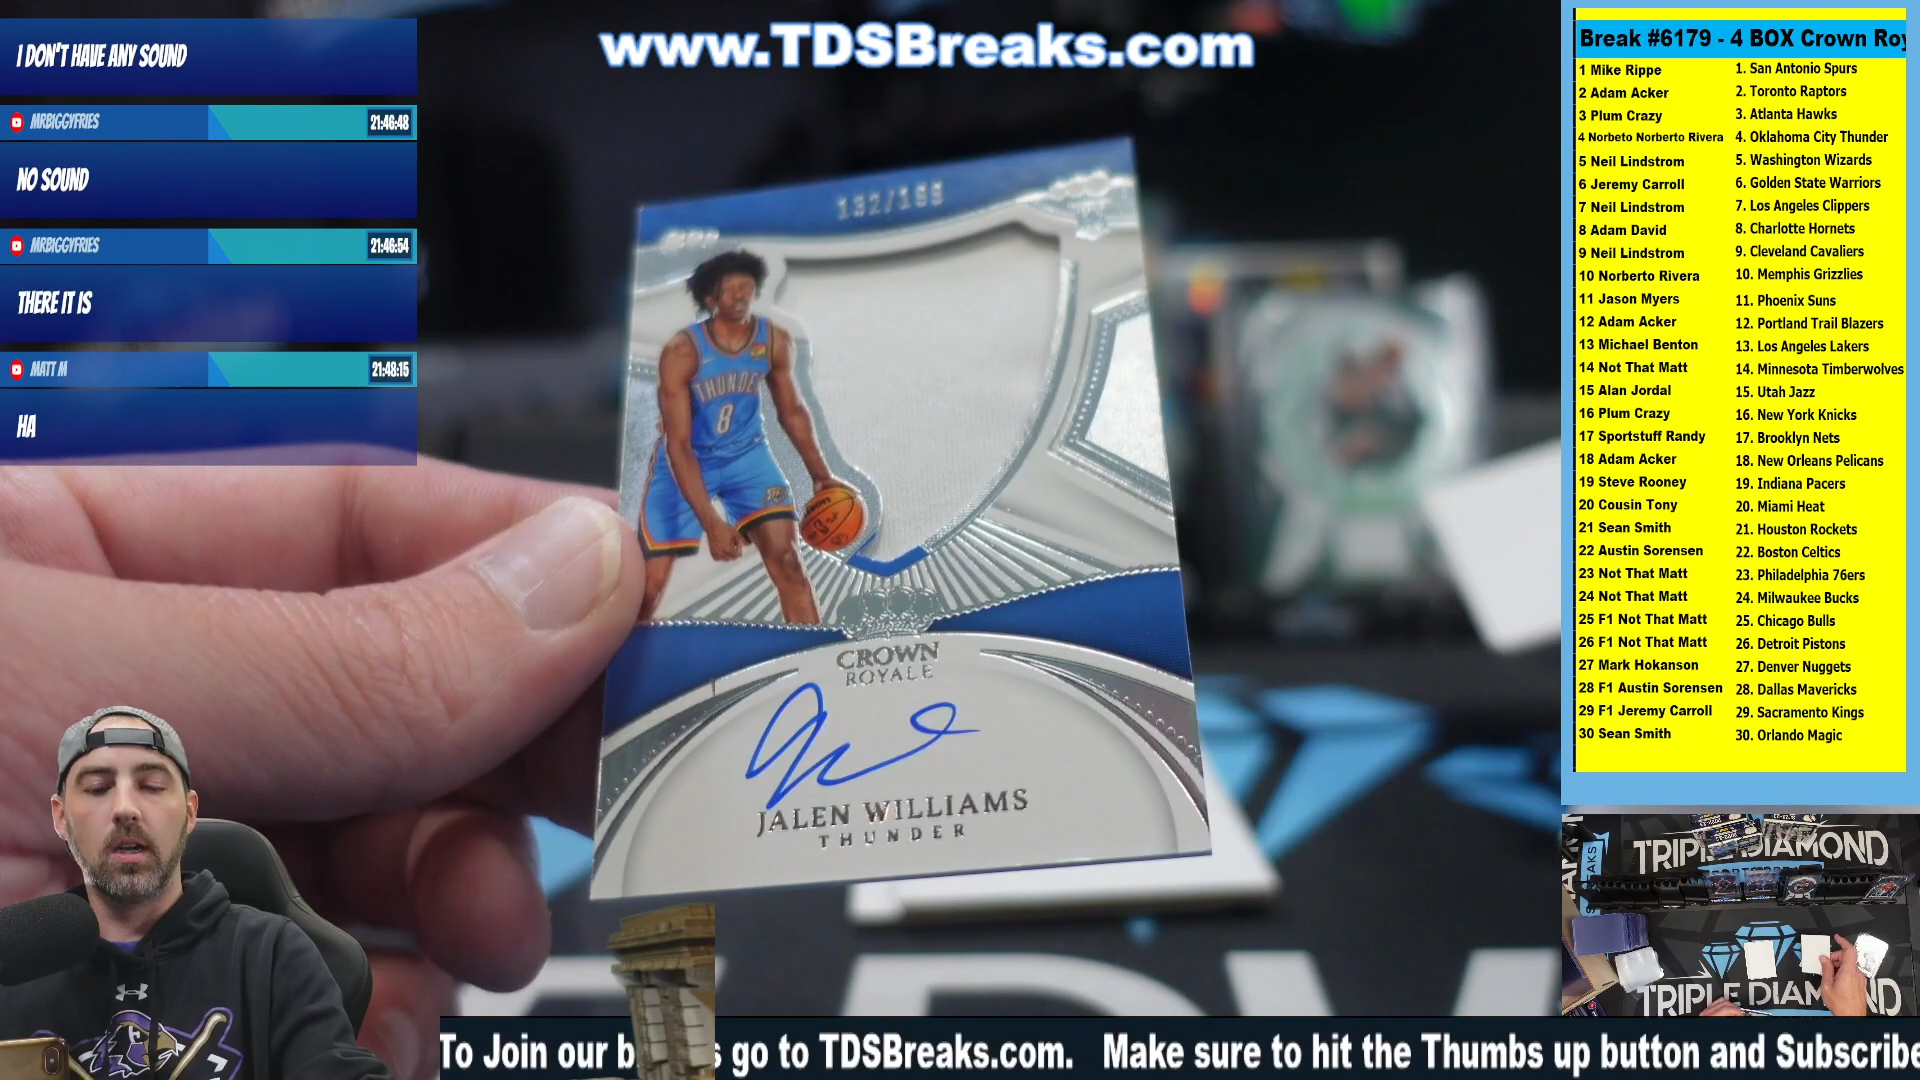 www.TDSBreaks.com
I DON'T HAVE ANY SOUND
MRBIGGYFRIES 21:46:48
NO SOUND
MRBIGGYFRIES 21:46:54
THERE IT IS
MATT M 21:48:15
HA
132/199
THUNDER
8
CROWN
ROYALE
JALEN WILLIAMS
THUNDER
Break #6179 - 4 BOX Crown Roy
1 Mike Rippe 1. San Antonio Spurs
2 Adam Acker 2. Toronto Raptors
3 Plum Crazy 3. Atlanta Hawks
4 Norbeto Norberto Rivera 4. Oklahoma City Thunder
5 Neil Lindstrom 5. Washington Wizards
6 Jeremy Carroll 6. Golden State Warriors
7 Neil Lindstrom 7. Los Angeles Clippers
8 Adam David 8. Charlotte Hornets
9 Neil Lindstrom 9. Cleveland Cavaliers
10 Norberto Rivera 10. Memphis Grizzlies
11 Jason Myers 11. Phoenix Suns
12 Adam Acker 12. Portland Trail Blazers
13 Michael Benton 13. Los Angeles Lakers
14 Not That Matt 14. Minnesota Timberwolves
15 Alan Jordal 15. Utah Jazz
16 Plum Crazy 16. New York Knicks
17 Sportstuff Randy 17. Brooklyn Nets
18 Adam Acker 18. New Orleans Pelicans
19 Steve Rooney 19. Indiana Pacers
20 Cousin Tony 20. Miami Heat
21 Sean Smith 21. Houston Rockets
22 Austin Sorensen 22. Boston Celtics
23 Not That Matt 23. Philadelphia 76ers
24 Not That Matt 24. Milwaukee Bucks
25 F1 Not That Matt 25. Chicago Bulls
26 F1 Not That Matt 26. Detroit Pistons
27 Mark Hokanson 27. Denver Nuggets
28 F1 Austin Sorensen 28. Dallas Mavericks
29 F1 Jeremy Carroll 29. Sacramento Kings
30 Sean Smith 30. Orlando Magic
TRIPLE DIAMOND
TRIPLE DIAMOND
To Join our b s go to TDSBreaks.com. Make sure to hit the Thumbs up button and Subscribe